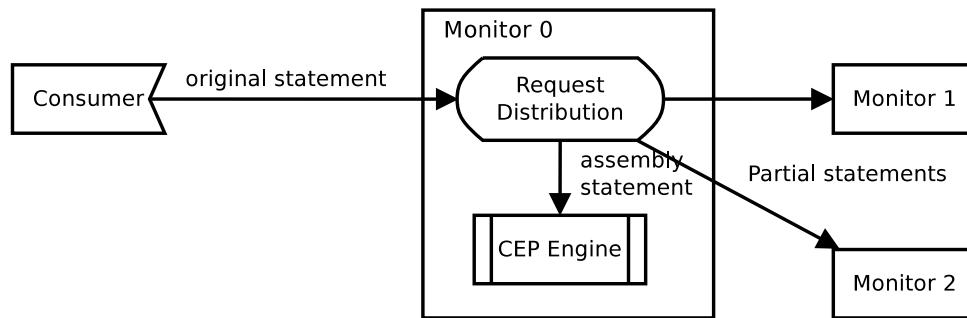 Monitor 0
Consumer
original statement
Request
Distribution
Monitor 1
assembly
statement
Partial statements
CEP Engine
Monitor 2